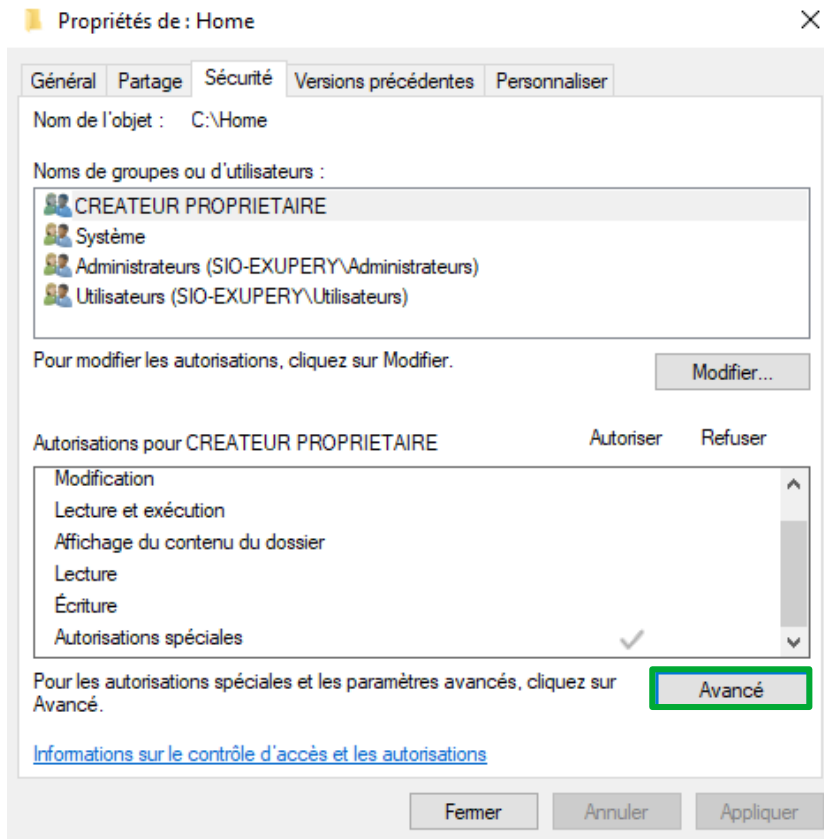 Propriétés de : Home
Général Partage Sécurité Versions précédentes Personnaliser
Nom de l'objet : C:\Home
Noms de groupes ou d'utilisateurs :
CREATEUR PROPRIETAIRE
Système
Administrateurs (SIO-EXUPERY\Administrateurs)
Utilisateurs (SIO-EXUPERY\Utilisateurs)
Pour modifier les autorisations, cliquez sur Modifier.
Modifier...
Autorisations pour CREATEUR PROPRIETAIRE Autoriser Refuser
Modification
Lecture et exécution
Affichage du contenu du dossier
Lecture
Écriture
Autorisations spéciales
Pour les autorisations spéciales et les paramètres avancés, cliquez sur
Avancé.
Avancé
Informations sur le contrôle d'accès et les autorisations
Fermer Annuler Appliquer